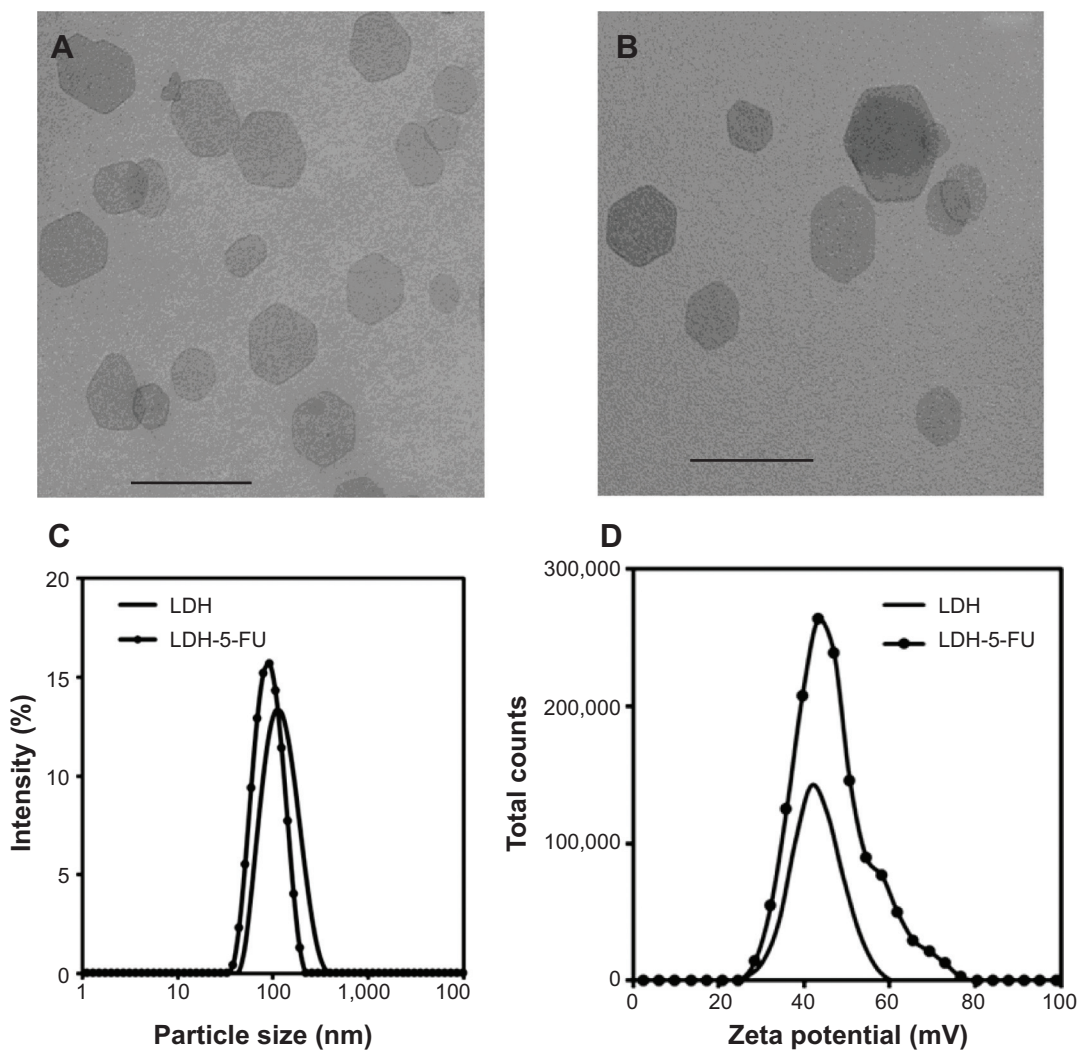 A
B
C
20
15
10
5
0
Intensity (%)
LDH
LDH-5-FU
1
10
100
1,000
100
Particle size (nm)
D
300,000
200,000
100,000
0
Total counts
LDH
LDH-5-FU
0
20
40
60
80
100
Zeta potential (mV)